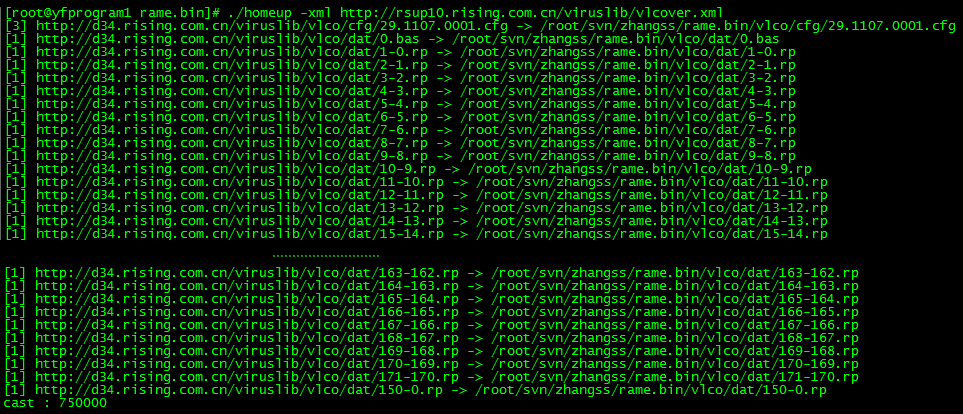 [root@yfprogram1 rame.bin]# ./homeup -xml http://rsup10.rising.com.cn/viruslib/vlcover.xml
[3] http://d34.rising.com.cn/viruslib/vlco/cfg/29.1107.0001.cfg -> /root/svn/zhangss/rame.bin/vlco/cfg/29.1107.0001.cfg
[1] http://d34.rising.com.cn/viruslib/vlco/dat/0.bas -> /root/svn/zhangss/rame.bin/vlco/dat/0.bas
[1] http://d34.rising.com.cn/viruslib/vlco/dat/1-0.rp -> /root/svn/zhangss/rame.bin/vlco/dat/1-0.rp
[1] http://d34.rising.com.cn/viruslib/vlco/dat/2-1.rp -> /root/svn/zhangss/rame.bin/vlco/dat/2-1.rp
[1] http://d34.rising.com.cn/viruslib/vlco/dat/3-2.rp -> /root/svn/zhangss/rame.bin/vlco/dat/3-2.rp
[1] http://d34.rising.com.cn/viruslib/vlco/dat/4-3.rp -> /root/svn/zhangss/rame.bin/vlco/dat/4-3.rp
[1] http://d34.rising.com.cn/viruslib/vlco/dat/5-4.rp -> /root/svn/zhangss/rame.bin/vlco/dat/5-4.rp
[1] http://d34.rising.com.cn/viruslib/vlco/dat/6-5.rp -> /root/svn/zhangss/rame.bin/vlco/dat/6-5.rp
[1] http://d34.rising.com.cn/viruslib/vlco/dat/7-6.rp -> /root/svn/zhangss/rame.bin/vlco/dat/7-6.rp
[1] http://d34.rising.com.cn/viruslib/vlco/dat/8-7.rp -> /root/svn/zhangss/rame.bin/vlco/dat/8-7.rp
[1] http://d34.rising.com.cn/viruslib/vlco/dat/9-8.rp -> /root/svn/zhangss/rame.bin/vlco/dat/9-8.rp
[1] http://d34.rising.com.cn/viruslib/vlco/dat/10-9.rp -> /root/svn/zhangss/rame.bin/vlco/dat/10-9.rp
[1] http://d34.rising.com.cn/viruslib/vlco/dat/11-10.rp -> /root/svn/zhangss/rame.bin/vlco/dat/11-10.rp
[1] http://d34.rising.com.cn/viruslib/vlco/dat/12-11.rp -> /root/svn/zhangss/rame.bin/vlco/dat/12-11.rp
[1] http://d34.rising.com.cn/viruslib/vlco/dat/13-12.rp -> /root/svn/zhangss/rame.bin/vlco/dat/13-12.rp
[1] http://d34.rising.com.cn/viruslib/vlco/dat/14-13.rp -> /root/svn/zhangss/rame.bin/vlco/dat/14-13.rp
[1] http://d34.rising.com.cn/viruslib/vlco/dat/15-14.rp -> /root/svn/zhangss/rame.bin/vlco/dat/15-14.rp
...........................
[1] http://d34.rising.com.cn/viruslib/vlco/dat/163-162.rp -> /root/svn/zhangss/rame.bin/vlco/dat/163-162.rp
[1] http://d34.rising.com.cn/viruslib/vlco/dat/164-163.rp -> /root/svn/zhangss/rame.bin/vlco/dat/164-163.rp
[1] http://d34.rising.com.cn/viruslib/vlco/dat/165-164.rp -> /root/svn/zhangss/rame.bin/vlco/dat/165-164.rp
[1] http://d34.rising.com.cn/viruslib/vlco/dat/166-165.rp -> /root/svn/zhangss/rame.bin/vlco/dat/166-165.rp
[1] http://d34.rising.com.cn/viruslib/vlco/dat/167-166.rp -> /root/svn/zhangss/rame.bin/vlco/dat/167-166.rp
[1] http://d34.rising.com.cn/viruslib/vlco/dat/168-167.rp -> /root/svn/zhangss/rame.bin/vlco/dat/168-167.rp
[1] http://d34.rising.com.cn/viruslib/vlco/dat/169-168.rp -> /root/svn/zhangss/rame.bin/vlco/dat/169-168.rp
[1] http://d34.rising.com.cn/viruslib/vlco/dat/170-169.rp -> /root/svn/zhangss/rame.bin/vlco/dat/170-169.rp
[1] http://d34.rising.com.cn/viruslib/vlco/dat/171-170.rp -> /root/svn/zhangss/rame.bin/vlco/dat/171-170.rp
[1] http://d34.rising.com.cn/viruslib/vlco/dat/150-0.rp -> /root/svn/zhangss/rame.bin/vlco/dat/150-0.rp
cast : 750000